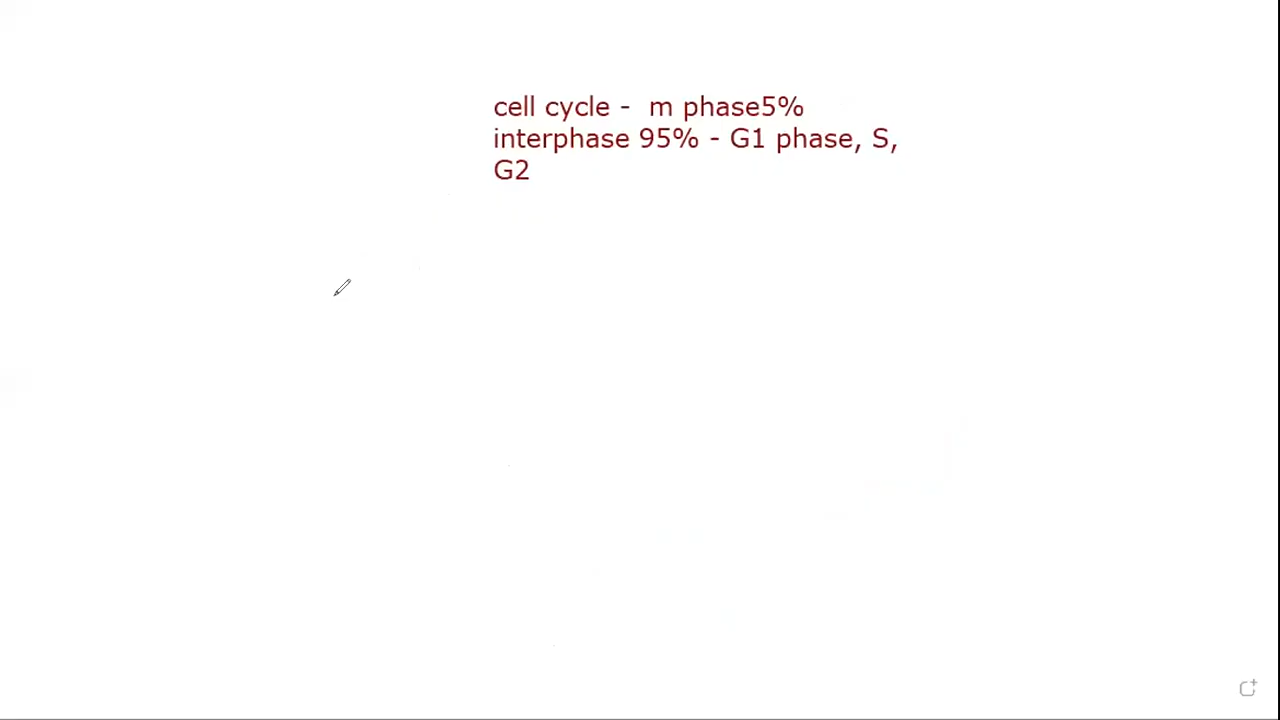 cell cycle -  m phase5%
interphase 95% - G1 phase, S,
G2